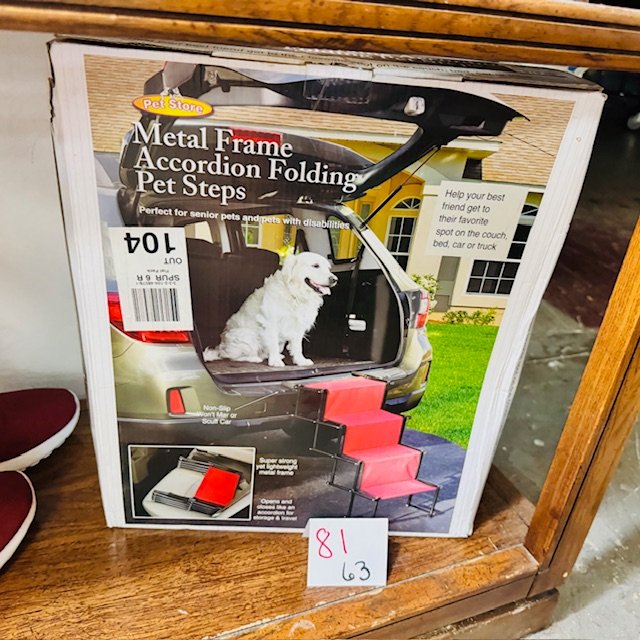 Pet Store
Metal Frame
Accordion Folding
Pet Steps
Perfect for senior pets and pets with disabilities
Help your best
friend get to
their favorite
spot on the couch,
bed, car or truck
104
OUT
SPUR 6 R
Non-Slip
Won't Mar or
Scuff Car
Super strong
yet lightweight
metal frame
Opens and
closes like an
accordion for
storage & travel
81
63